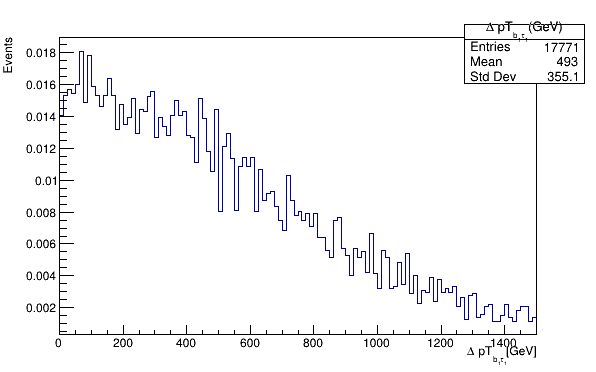 Δ pT_{b₁τ₁} (GeV)
Entries 17771
Mean 493
Std Dev 355.1
Events
0.018
0.016
0.014
0.012
0.01
0.008
0.006
0.004
0.002
0 200 400 600 800 1000 1200 1400
Δ pT_{b₁τ₁} [GeV]